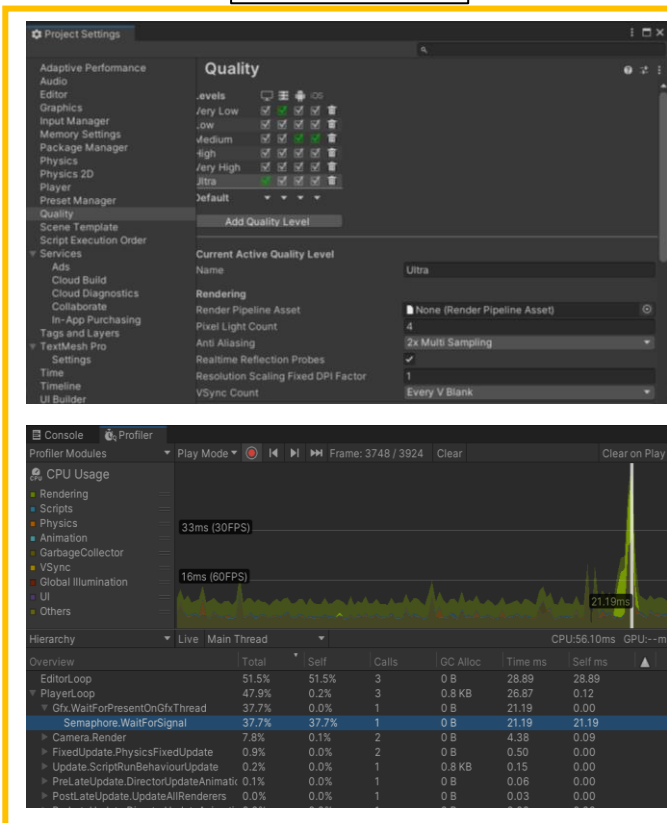 Project Settings
Adaptive Performance
Audio
Editor
Graphics
Input Manager
Memory Settings
Package Manager
Physics
Physics 2D
Player
Preset Manager
Quality
Scene Template
Script Execution Order
Services
Ads
Cloud Build
Cloud Diagnostics
Collaborate
In-App Purchasing
Tags and Layers
TextMesh Pro
Settings
Time
Timeline
UI Builder
Quality
.evels
iOS
/ery Low
.ow
Medium
High
/ery High
Ultra
Default
Add Quality Level
Current Active Quality Level
Name Ultra
Rendering
Render Pipeline Asset None (Render Pipeline Asset)
Pixel Light Count 4
Anti Aliasing 2x Multi Sampling
Realtime Reflection Probes
Resolution Scaling Fixed DPI Factor 1
VSync Count Every V Blank
Console Profiler
Profiler Modules Play Mode Frame: 3748 / 3924 Clear Clear on Play
CPU Usage
Rendering
Scripts
Physics
Animation
GarbageCollector
VSync
Global Illumination
UI
Others
33ms (30FPS)
16ms (60FPS)
21.19ms
Hierarchy Live Main Thread CPU:56.10ms GPU:--m
Overview Total Self Calls GC Alloc Time ms Self ms
EditorLoop 51.5% 51.5% 3 0 B 28.89 28.89
PlayerLoop 47.9% 0.2% 3 0.8 KB 26.87 0.12
Gfx.WaitForPresentOnGfxThread 37.7% 0.0% 1 0 B 21.19 0.00
Semaphore.WaitForSignal 37.7% 37.7% 1 0 B 21.19 21.19
Camera.Render 7.8% 0.1% 2 0 B 4.38 0.09
FixedUpdate.PhysicsFixedUpdate 0.9% 0.0% 2 0 B 0.50 0.00
Update.ScriptRunBehaviourUpdate 0.2% 0.0% 1 0.8 KB 0.15 0.00
PreLateUpdate.DirectorUpdateAnimatic 0.1% 0.0% 1 0 B 0.06 0.00
PostLateUpdate.UpdateAllRenderers 0.0% 0.0% 1 0 B 0.03 0.00